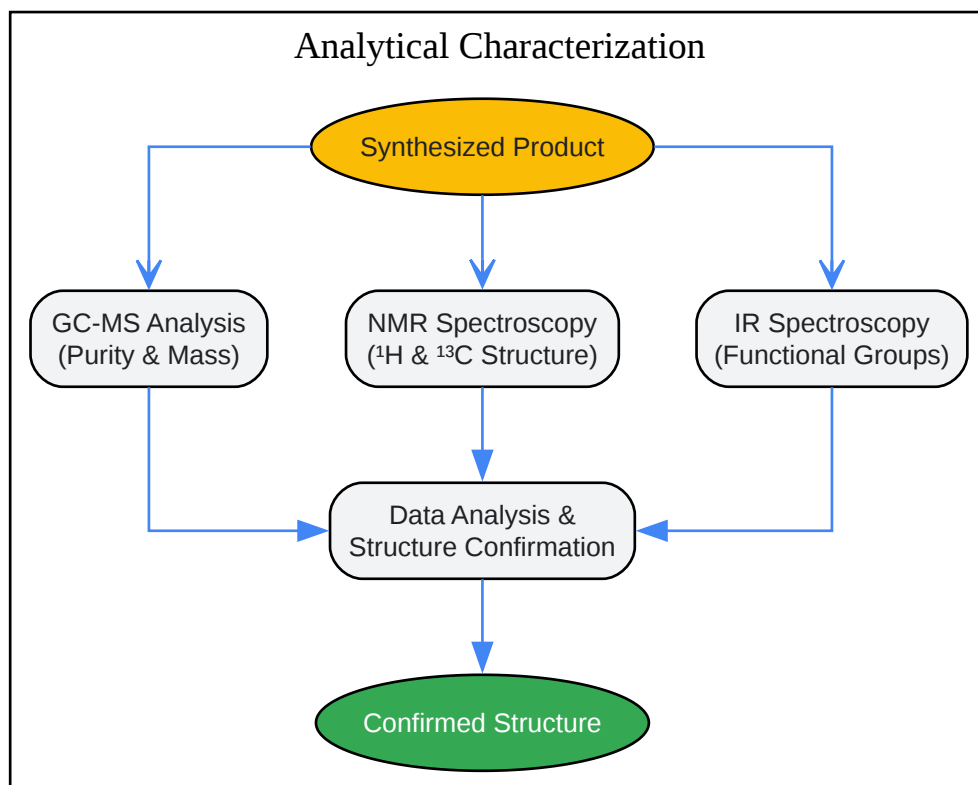 Analytical Characterization
Synthesized Product
GC-MS Analysis
(Purity & Mass)
NMR Spectroscopy
(¹H & ¹³C Structure)
IR Spectroscopy
(Functional Groups)
Data Analysis &
Structure Confirmation
Confirmed Structure